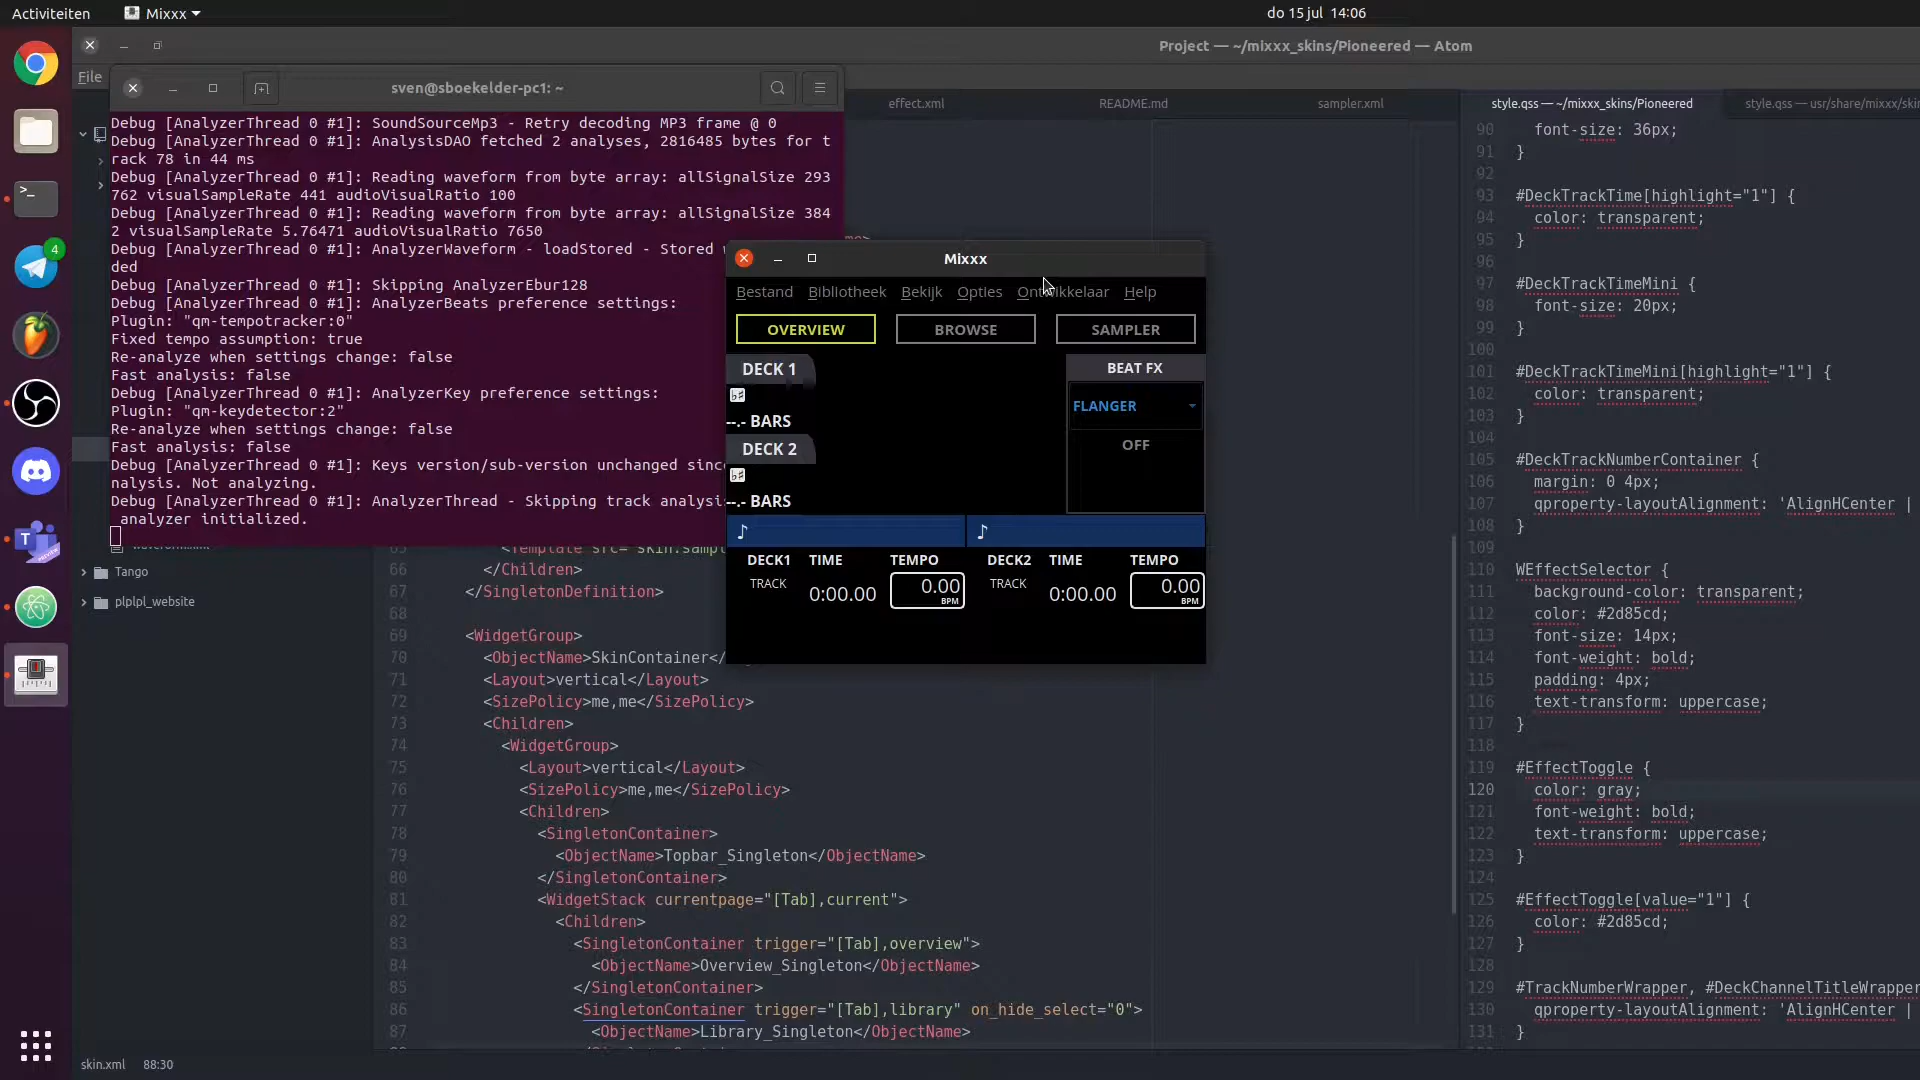 Activiteiten
Mixxx
do 15 jul 14:06
Project — ~/mixxx_skins/Pioneered — Atom
File
sven@sboekelder-pc1: ~
effect.xml
README.md
sampler.xml
style.qss — ~/mixxx_skins/Pioneered
style.qss — usr/share/mixxx/skin
4
Debug [AnalyzerThread 0 #1]: SoundSourceMp3 - Retry decoding MP3 frame @ 0
Debug [AnalyzerThread 0 #1]: AnalysisDAO fetched 2 analyses, 2816485 bytes for t
rack 78 in 44 ms
Debug [AnalyzerThread 0 #1]: Reading waveform from byte array: allSignalSize 293
762 visualSampleRate 441 audioVisualRatio 100
Debug [AnalyzerThread 0 #1]: Reading waveform from byte array: allSignalSize 384
2 visualSampleRate 5.76471 audioVisualRatio 7650
Debug [AnalyzerThread 0 #1]: AnalyzerWaveform - loadStored - Stored
ded
Debug [AnalyzerThread 0 #1]: Skipping AnalyzerEbur128
Debug [AnalyzerThread 0 #1]: AnalyzerBeats preference settings:
Plugin: "qm-tempotracker:0"
Fixed tempo assumption: true
Re-analyze when settings change: false
Fast analysis: false
Debug [AnalyzerThread 0 #1]: AnalyzerKey preference settings:
Plugin: "qm-keydetector:2"
Re-analyze when settings change: false
Fast analysis: false
Debug [AnalyzerThread 0 #1]: Keys version/sub-version unchanged sinc
nalysis. Not analyzing.
Debug [AnalyzerThread 0 #1]: AnalyzerThread - Skipping track analysi
analyzer initialized.
Mixxx
Bestand Bibliotheek Bekijk Opties Ontwikkelaar Help
OVERVIEW BROWSE SAMPLER
DECK 1
--.- BARS
DECK 2
--.- BARS
BEAT FX
FLANGER
OFF
♪ ♪
DECK1 TIME TEMPO DECK2 TIME TEMPO
TRACK 0:00.00 0.00 BPM TRACK 0:00.00 0.00 BPM
Tango
plplpl_website
66 </Children>
67 </SingletonDefinition>
68
69 <WidgetGroup>
70 <ObjectName>SkinContainer</
71 <Layout>vertical</Layout>
72 <SizePolicy>me,me</SizePolicy>
73 <Children>
74 <WidgetGroup>
75 <Layout>vertical</Layout>
76 <SizePolicy>me,me</SizePolicy>
77 <Children>
78 <SingletonContainer>
79 <ObjectName>Topbar_Singleton</ObjectName>
80 </SingletonContainer>
81 <WidgetStack currentpage="[Tab],current">
82 <Children>
83 <SingletonContainer trigger="[Tab],overview">
84 <ObjectName>Overview_Singleton</ObjectName>
85 </SingletonContainer>
86 <SingletonContainer trigger="[Tab],library" on_hide_select="0">
87 <ObjectName>Library_Singleton</ObjectName>
90 font-size: 36px;
91 }
92
93 #DeckTrackTime[highlight="1"] {
94 color: transparent;
95 }
96
97 #DeckTrackTimeMini {
98 font-size: 20px;
99 }
100
101 #DeckTrackTimeMini[highlight="1"] {
102 color: transparent;
103 }
104
105 #DeckTrackNumberContainer {
106 margin: 0 4px;
107 qproperty-layoutAlignment: 'AlignHCenter |
108 }
109
110 WEffectSelector {
111 background-color: transparent;
112 color: #2d85cd;
113 font-size: 14px;
114 font-weight: bold;
115 padding: 4px;
116 text-transform: uppercase;
117 }
118
119 #EffectToggle {
120 color: gray;
121 font-weight: bold;
122 text-transform: uppercase;
123 }
124
125 #EffectToggle[value="1"] {
126 color: #2d85cd;
127 }
128
129 #TrackNumberWrapper, #DeckChannelTitleWrapper
130 qproperty-layoutAlignment: 'AlignHCenter |
131 }
skin.xml 88:30